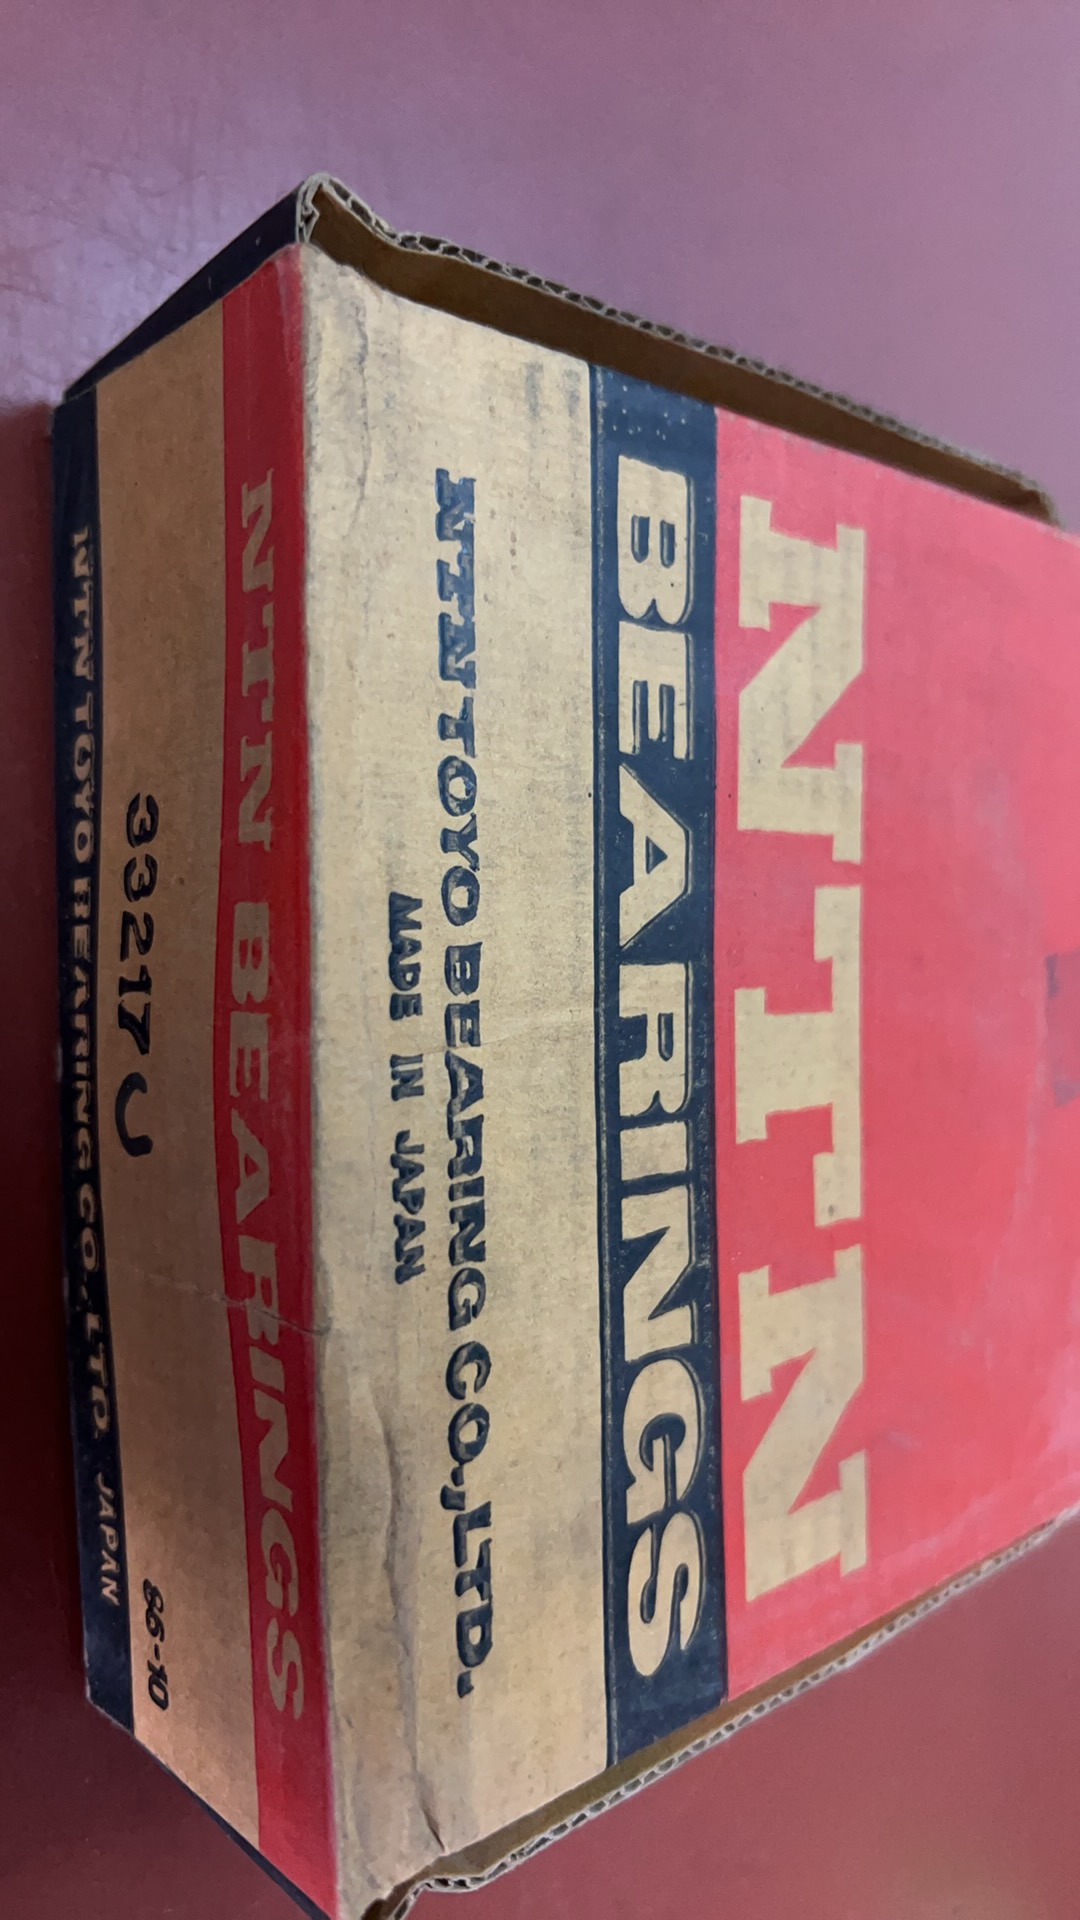 NTN
BEARINGS
NTN TOYO BEARING CO.,LTD.
MADE IN JAPAN
NTN BEARINGS
33217U
86-10
NTN TOYO BEARING CO.,LTD. JAPAN